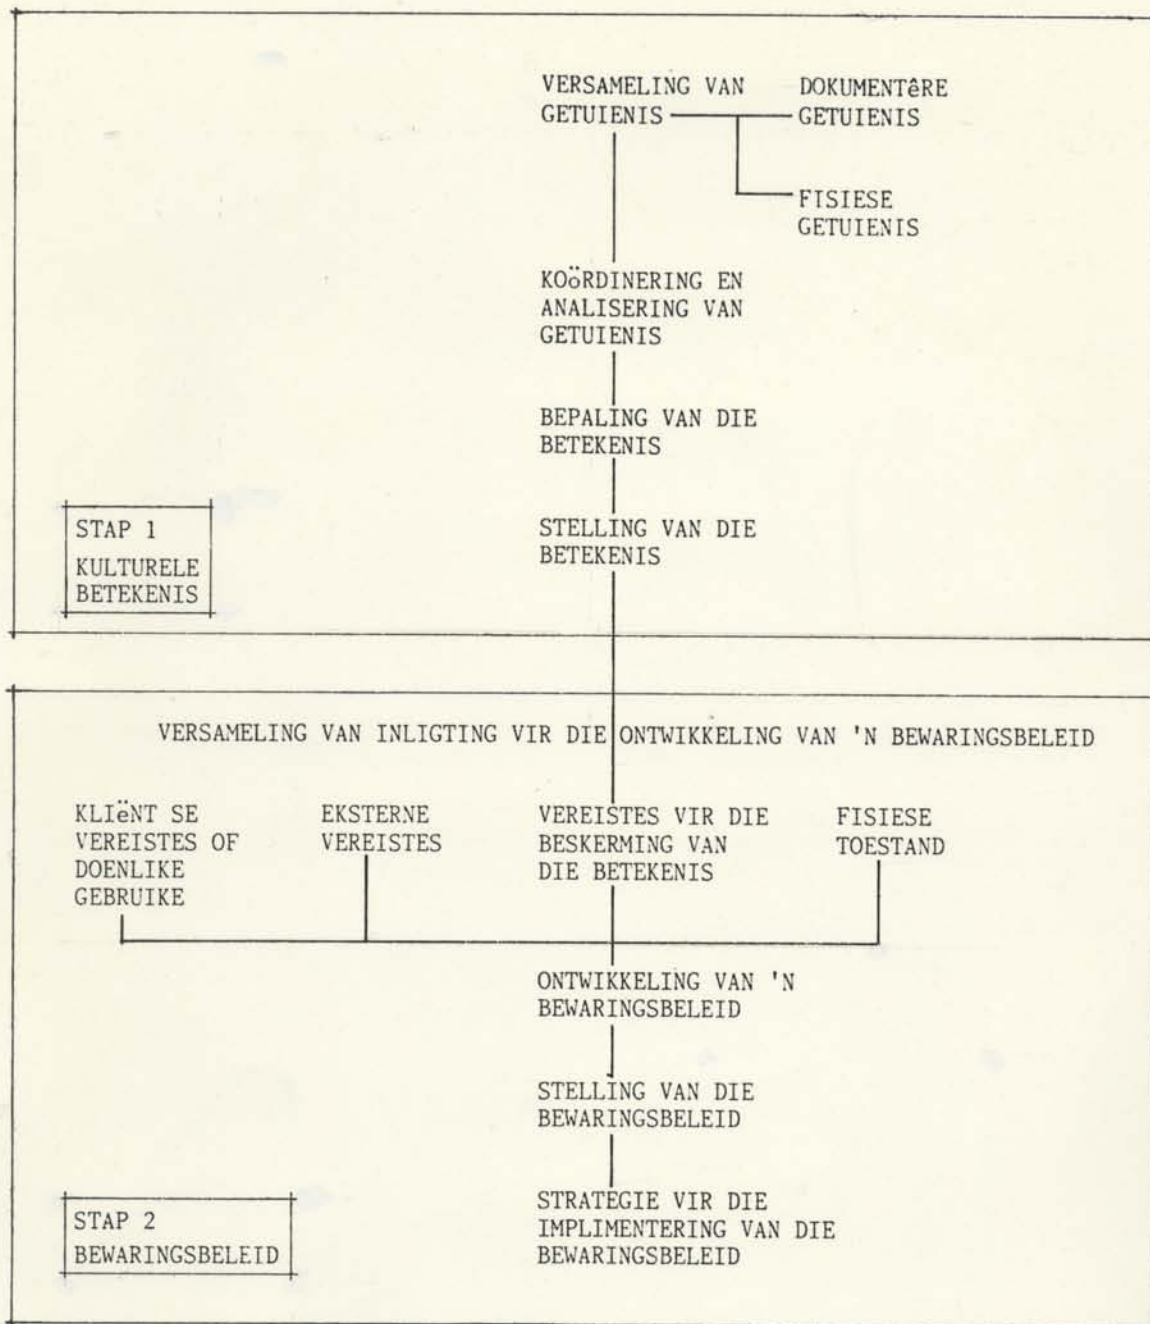 VERSAMELING VAN
GETUIENIS
DOKUMENTêRE
GETUIENIS
FISIESE
GETUIENIS
KOöRDINERING EN
ANALISERING VAN
GETUIENIS
BEPALING VAN DIE
BETEKENIS
STELLING VAN DIE
BETEKENIS
STAP 1
KULTURELE
BETEKENIS
VERSAMELING VAN INLIGTING VIR DIE ONTWIKKELING VAN 'N BEWARINGSBELEID
KLIëNT SE
VEREISTES OF
DOENLIKE
GEBRUIKE
EKSTERNE
VEREISTES
VEREISTES VIR DIE
BESKERMING VAN
DIE BETEKENIS
FISIESE
TOESTAND
ONTWIKKELING VAN 'N
BEWARINGSBELEID
STELLING VAN DIE
BEWARINGSBELEID
STRATEGIE VIR DIE
IMPLIMENTERING VAN DIE
BEWARINGSBELEID
STAP 2
BEWARINGSBELEID